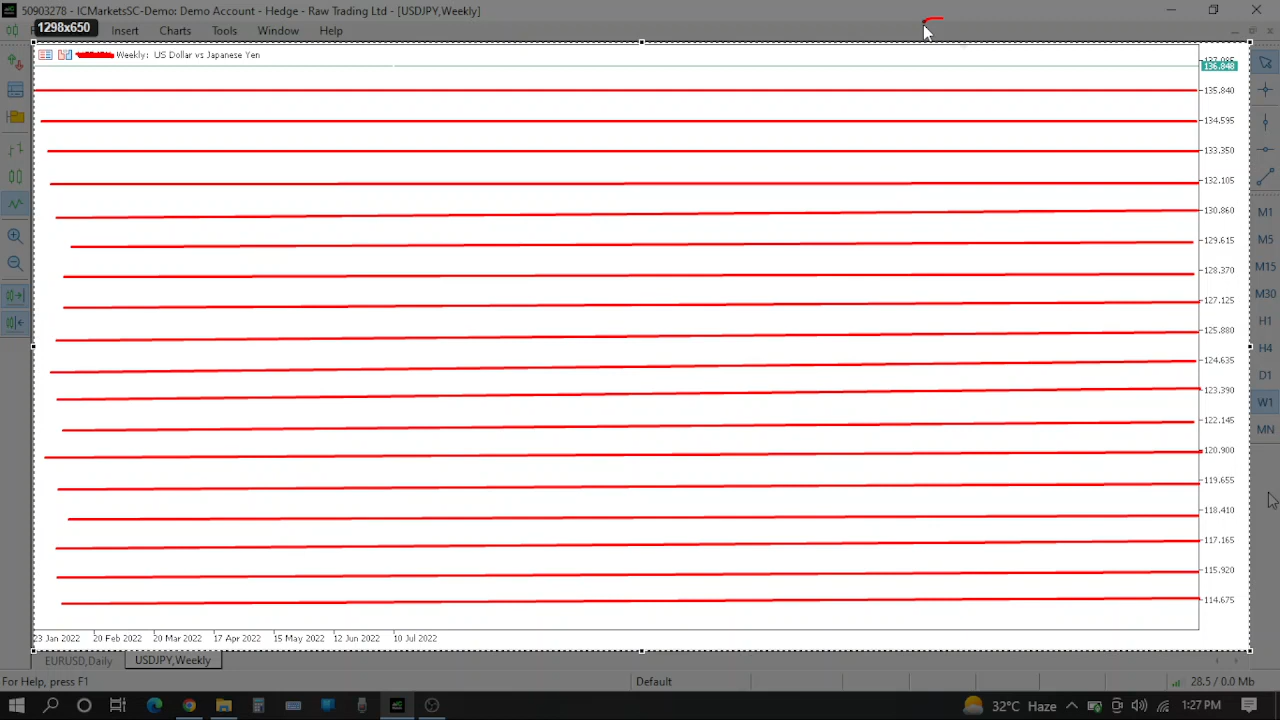 50903278 - ICMarketsSC-Demo: Demo Account - Hedge - Raw Trading Ltd - [USDJPY,Weekly]
1298x650
Insert Charts Tools Window Help
Weekly: US Dollar vs Japanese Yen
136.848
135.840
134.595
133.350
132.105
130.860
129.615
128.370
127.125
125.880
124.635
123.390
122.145
120.900
119.655
118.410
117.165
115.920
114.675
M1
M5
M15
M30
H1
H4
D1
W1
MN
23 Jan 2022 20 Feb 2022 20 Mar 2022 17 Apr 2022 15 May 2022 12 Jun 2022 10 Jul 2022
EURUSD,Daily USDJPY,Weekly
For Help, press F1 Default 28.5 / 0.0 Mb
32°C Haze 1:27 PM